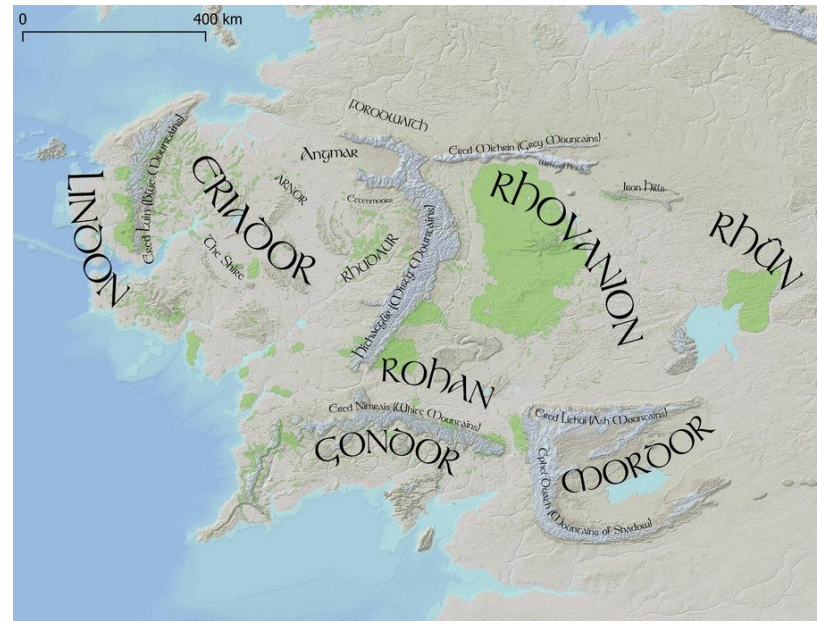 0 400 km
FORODWAITH
Ered Mithrin (Grey Mountains)
Withered Heath
Angmar
Ered Luin (Blue Mountains)
LINDON
ERIADOR
ARNOR
Ettenmoors
RHUDAUR
The Shire
Hithaeglir (Misty Mountains)
RHOVANION
Iron Hills
RHÛN
ROHAN
Ered Nimrais (White Mountains)
GONDOR
Ered Lithui (Ash Mountains)
MORDOR
Ephel Duath (Mountains of Shadow)